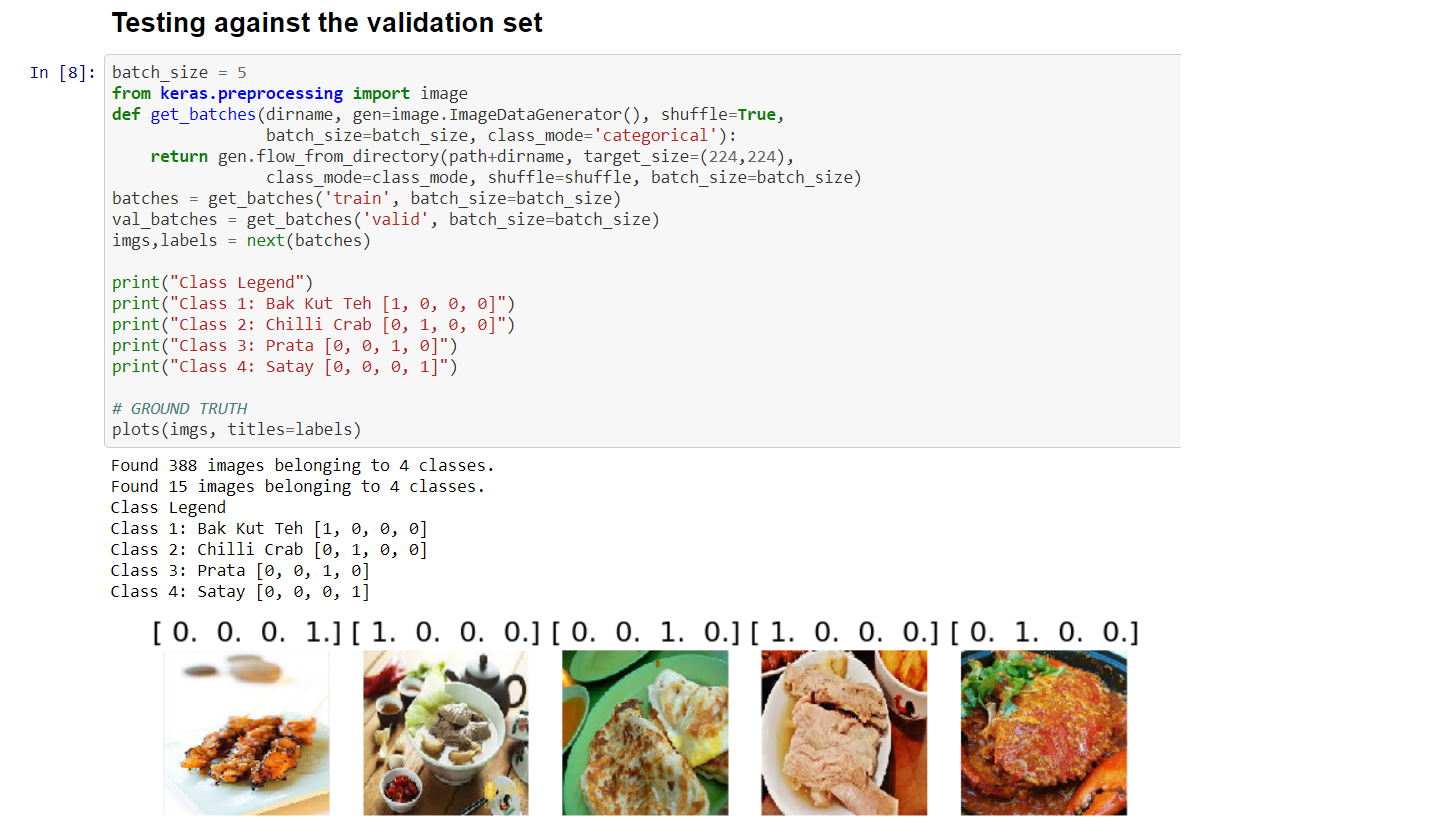 Testing against the validation set
In [8]:
batch_size = 5
from keras.preprocessing import image
def get_batches(dirname, gen=image.ImageDataGenerator(), shuffle=True,
                batch_size=batch_size, class_mode='categorical'):
    return gen.flow_from_directory(path+dirname, target_size=(224,224),
                class_mode=class_mode, shuffle=shuffle, batch_size=batch_size)
batches = get_batches('train', batch_size=batch_size)
val_batches = get_batches('valid', batch_size=batch_size)
imgs,labels = next(batches)
print("Class Legend")
print("Class 1: Bak Kut Teh [1, 0, 0, 0]")
print("Class 2: Chilli Crab [0, 1, 0, 0]")
print("Class 3: Prata [0, 0, 1, 0]")
print("Class 4: Satay [0, 0, 0, 1]")
# GROUND TRUTH
plots(imgs, titles=labels)
Found 388 images belonging to 4 classes.
Found 15 images belonging to 4 classes.
Class Legend
Class 1: Bak Kut Teh [1, 0, 0, 0]
Class 2: Chilli Crab [0, 1, 0, 0]
Class 3: Prata [0, 0, 1, 0]
Class 4: Satay [0, 0, 0, 1]
[ 0. 0. 0. 1.] [ 1. 0. 0. 0.] [ 0. 0. 1. 0.] [ 1. 0. 0. 0.] [ 0. 1. 0. 0.]